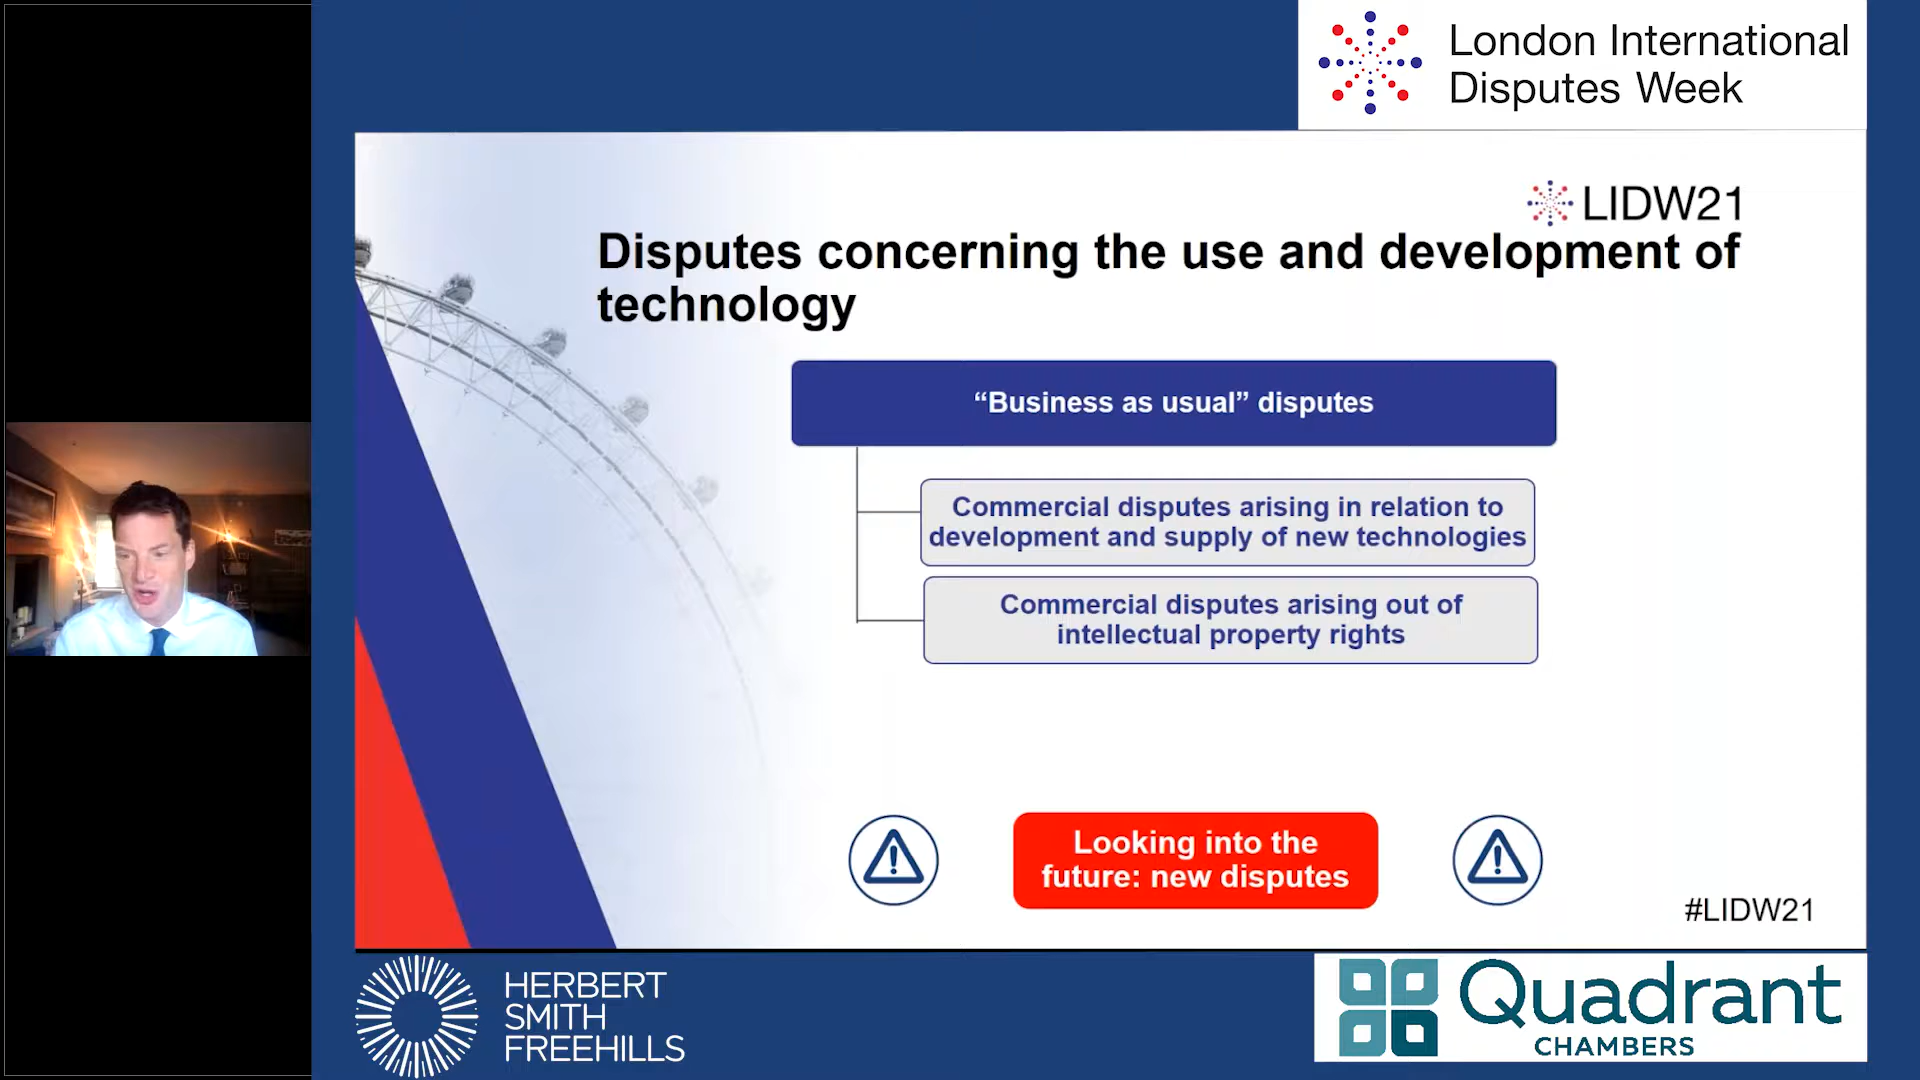 London International
Disputes Week
LIDW21
Disputes concerning the use and development of
technology
“Business as usual” disputes
Commercial disputes arising in relation to
development and supply of new technologies
Commercial disputes arising out of
intellectual property rights
Looking into the
future: new disputes
#LIDW21
HERBERT
SMITH
FREEHILLS
Quadrant
CHAMBERS